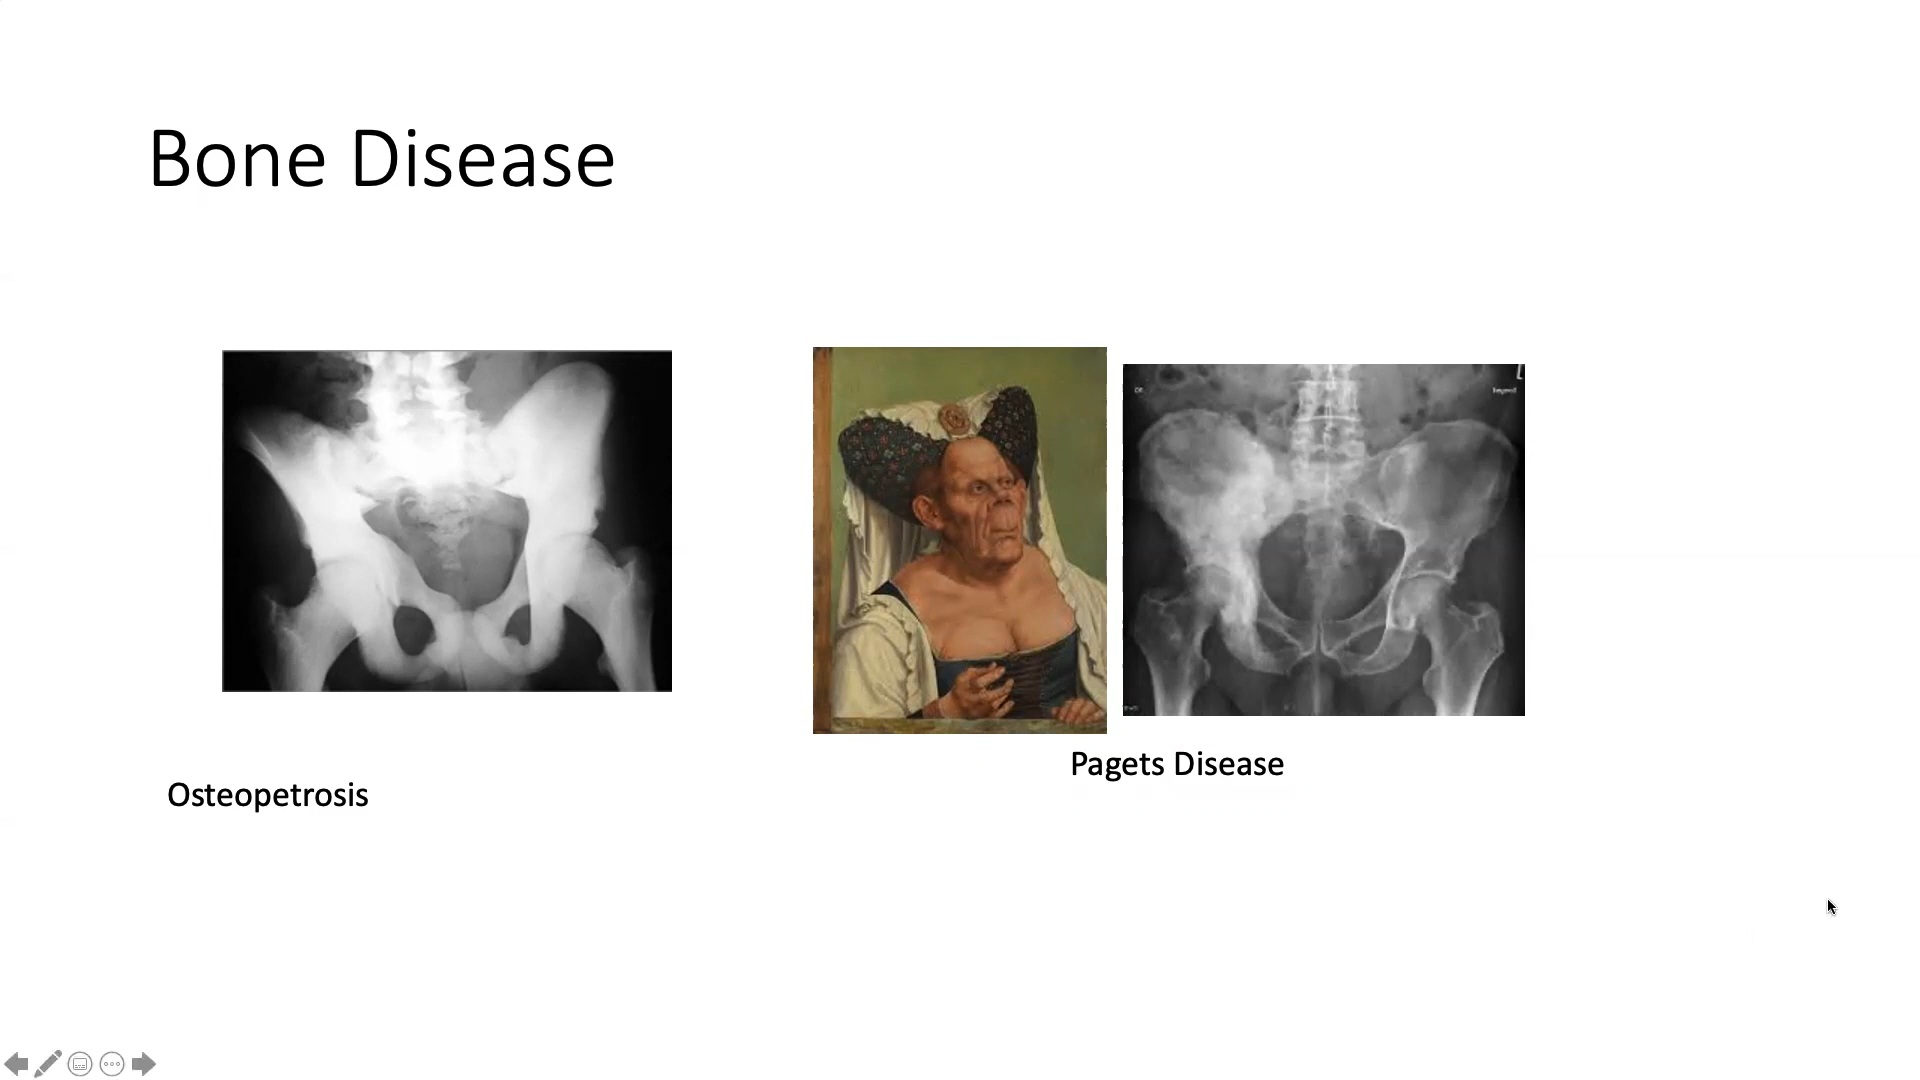 Bone Disease
Pagets Disease
Osteopetrosis